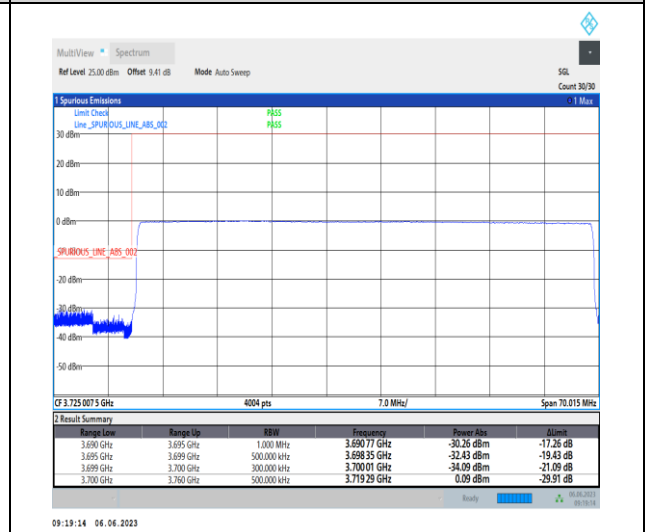 MultiView Spectrum
Ref Level 25.00 dBm Offset 9.41 dB Mode Auto Sweep SGL
Count 30/30
1 Spurious Emissions 1 Max
Limit Check PASS
Line _SPURIOUS_LINE_ABS_002 PASS
30 dBm
20 dBm
10 dBm
0 dBm
_SPURIOUS_LINE_ABS_002
-20 dBm
-30 dBm
-40 dBm
-50 dBm
CF 3.725 007 5 GHz 4004 pts 7.0 MHz/ Span 70.015 MHz
2 Result Summary
Range Low Range Up RBW Frequency Power Abs ΔLimit
3.690 GHz 3.695 GHz 1.000 MHz 3.690 77 GHz -30.26 dBm -17.26 dB
3.695 GHz 3.699 GHz 500.000 kHz 3.698 35 GHz -32.43 dBm -19.43 dB
3.699 GHz 3.700 GHz 300.000 kHz 3.700 01 GHz -34.09 dBm -21.09 dB
3.700 GHz 3.760 GHz 500.000 kHz 3.719 29 GHz 0.09 dBm -29.91 dB
Ready 06.06.2023
09:19:14
09:19:14 06.06.2023